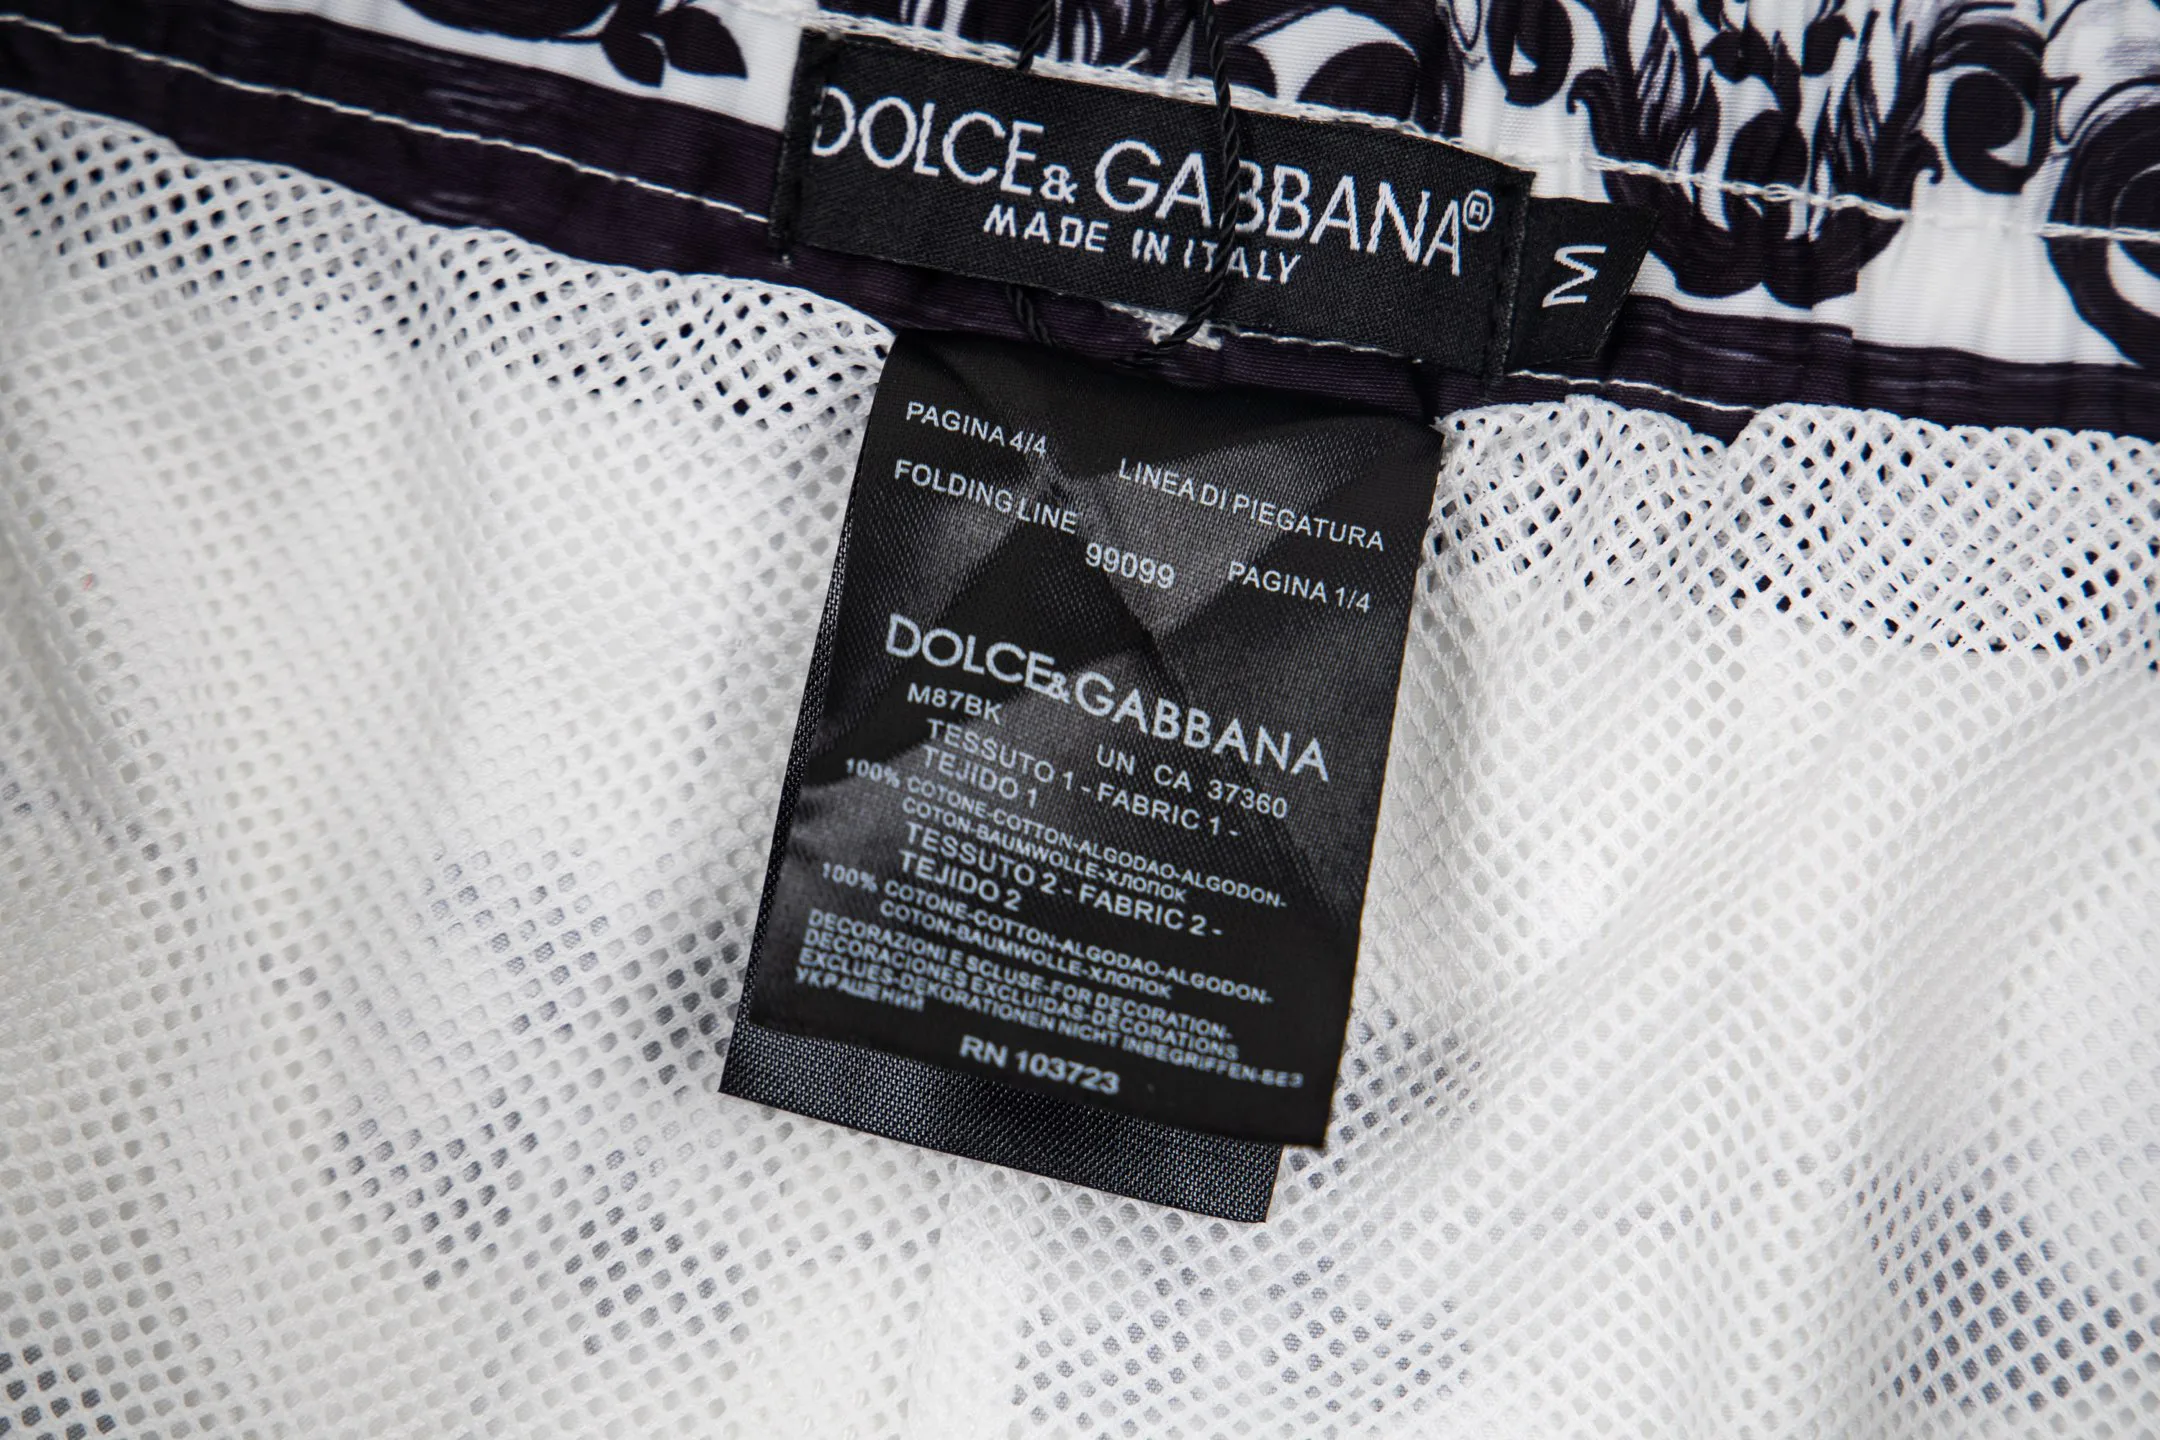 DOLCE&GABBANA®
MADE IN ITALY
M
PAGINA 4/4
LINEA DI PIEGATURA
FOLDING LINE
99099
PAGINA 1/4
DOLCE&GABBANA
M87BK
UN CA 37360
TESSUTO 1 - FABRIC 1 -
TEJIDO 1
100% COTONE-COTTON-ALGODAO-ALGODON-
COTON-BAUMWOLLE-ХЛОПОК
TESSUTO 2 - FABRIC 2 -
TEJIDO 2
100% COTONE-COTTON-ALGODAO-ALGODON-
COTON-BAUMWOLLE-ХЛОПОК
DECORAZIONI ESCLUSE-FOR DECORATION-
DECORACIONES EXCLUIDAS-DECORATIONS
EXCLUES-DEKORATIONEN NICHT INBEGRIFFEN-БЕЗ
УКРАШЕНИЙ
RN 103723